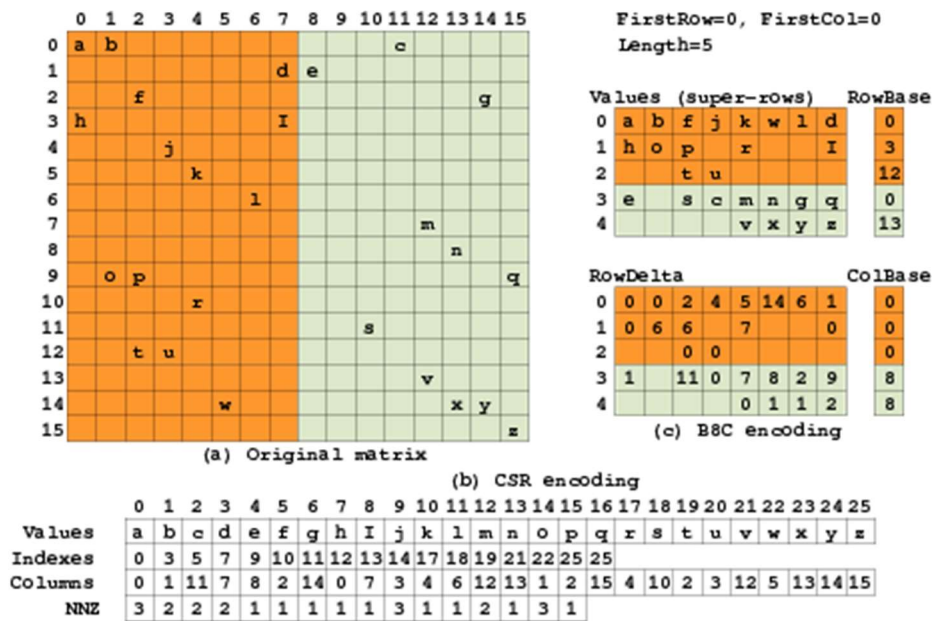 0 1 2 3 4 5 6 7 8 9 10 11 12 13 14 15
0 a b c
1 d e
2 f g
3 h I
4 j
5 k
6 l
7 m
8 n
9 o p q
10 r
11 s
12 t u
13 v
14 w x y
15 z
(a) Original matrix
FirstRow=0, FirstCol=0
Length=5
Values (super-rows) RowBase
0 a b f j k w l d 0
1 h o p r I 3
2 t u 12
3 e s c m n g q 0
4 v x y z 13
RowDelta ColBase
0 0 0 2 4 5 14 6 1 0
1 0 6 6 7 0 0
2 0 0 0
3 1 11 0 7 8 2 9 8
4 0 1 1 2 8
(c) B8C encoding
(b) CSR encoding
0 1 2 3 4 5 6 7 8 9 10 11 12 13 14 15 16 17 18 19 20 21 22 23 24 25
Values a b c d e f g h I j k l m n o p q r s t u v w x y z
Indexes 0 3 5 7 9 10 11 12 13 14 17 18 19 21 22 25 25
Columns 0 1 11 7 8 2 14 0 7 3 4 6 12 13 1 2 15 4 10 2 3 12 5 13 14 15
NNZ 3 2 2 2 1 1 1 1 1 3 1 1 2 1 3 1